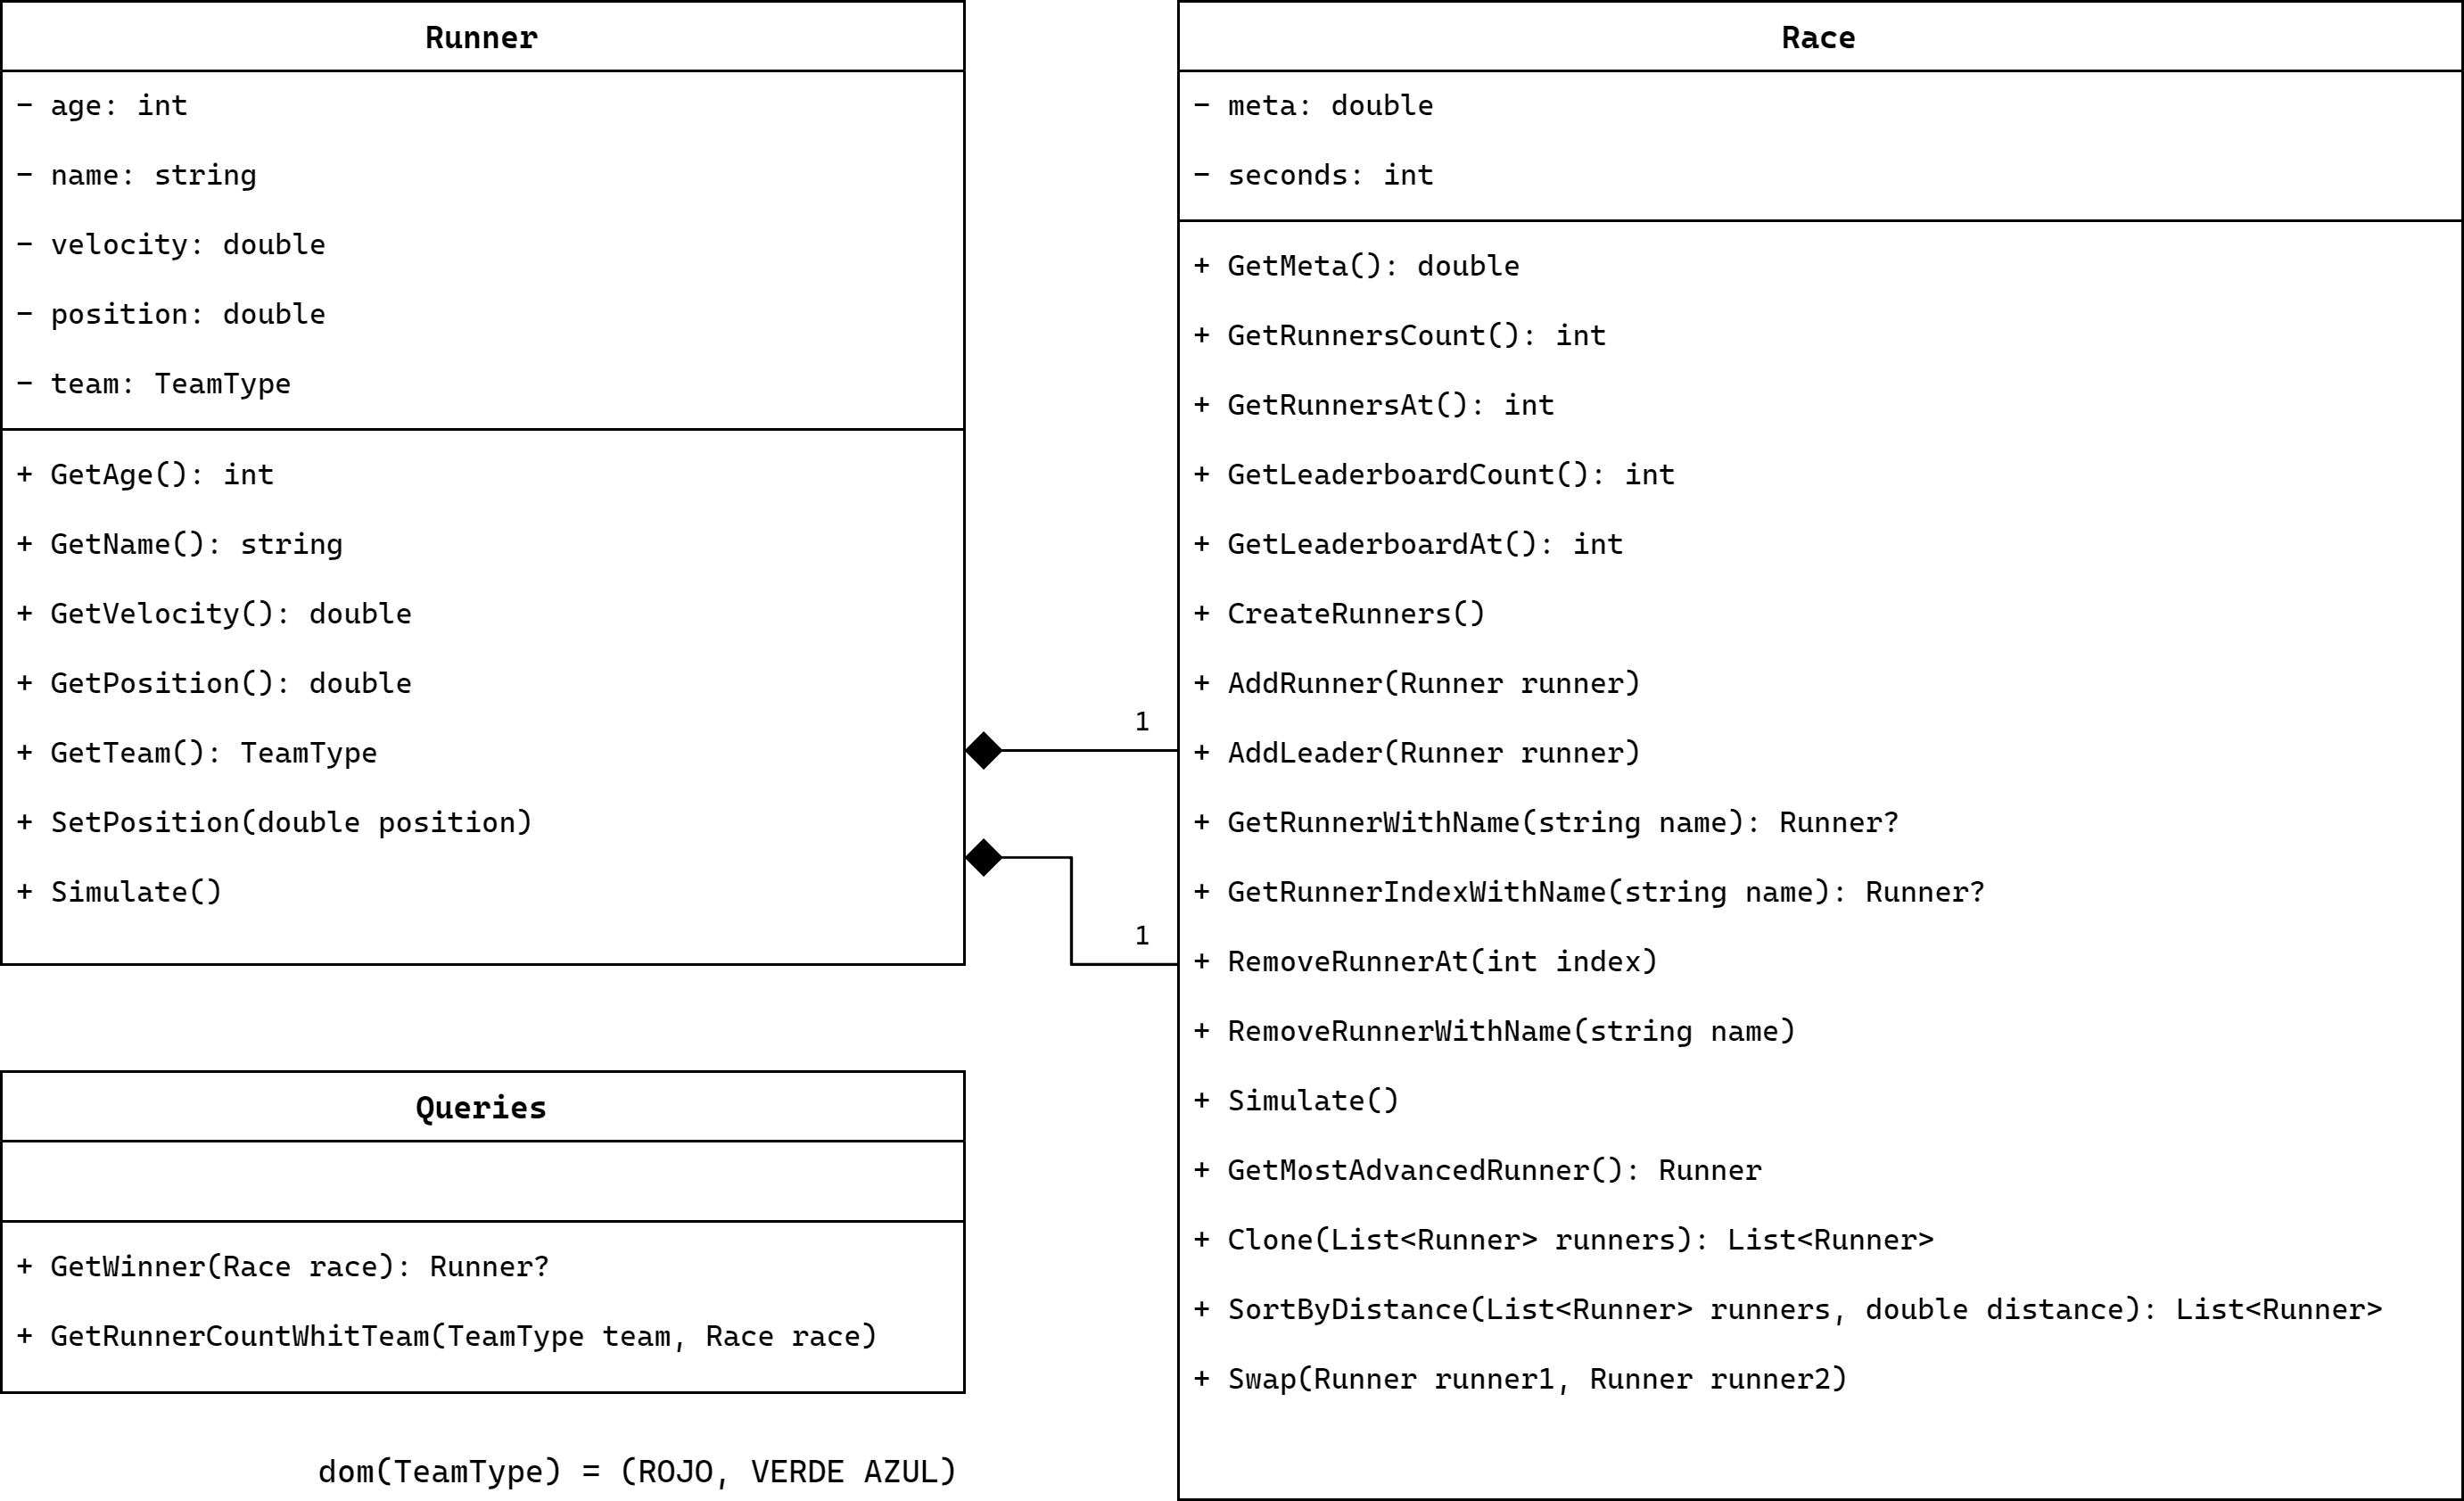 Runner
- age: int
- name: string
- velocity: double
- position: double
- team: TeamType
+ GetAge(): int
+ GetName(): string
+ GetVelocity(): double
+ GetPosition(): double
+ GetTeam(): TeamType
+ SetPosition(double position)
+ Simulate()
1
1
Race
- meta: double
- seconds: int
+ GetMeta(): double
+ GetRunnersCount(): int
+ GetRunnersAt(): int
+ GetLeaderboardCount(): int
+ GetLeaderboardAt(): int
+ CreateRunners()
+ AddRunner(Runner runner)
+ AddLeader(Runner runner)
+ GetRunnerWithName(string name): Runner?
+ GetRunnerIndexWithName(string name): Runner?
+ RemoveRunnerAt(int index)
+ RemoveRunnerWithName(string name)
+ Simulate()
+ GetMostAdvancedRunner(): Runner
+ Clone(List<Runner> runners): List<Runner>
+ SortByDistance(List<Runner> runners, double distance): List<Runner>
+ Swap(Runner runner1, Runner runner2)
Queries
+ GetWinner(Race race): Runner?
+ GetRunnerCountWhitTeam(TeamType team, Race race)
dom(TeamType) = (ROJO, VERDE AZUL)